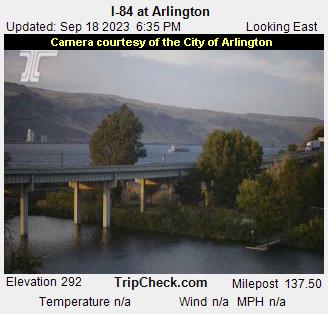 I-84 at Arlington
Updated: Sep 18 2023 6:35 PM Looking East
Camera courtesy of the City of Arlington
Elevation 292 TripCheck.com Milepost 137.50
Temperature n/a Wind n/a MPH n/a